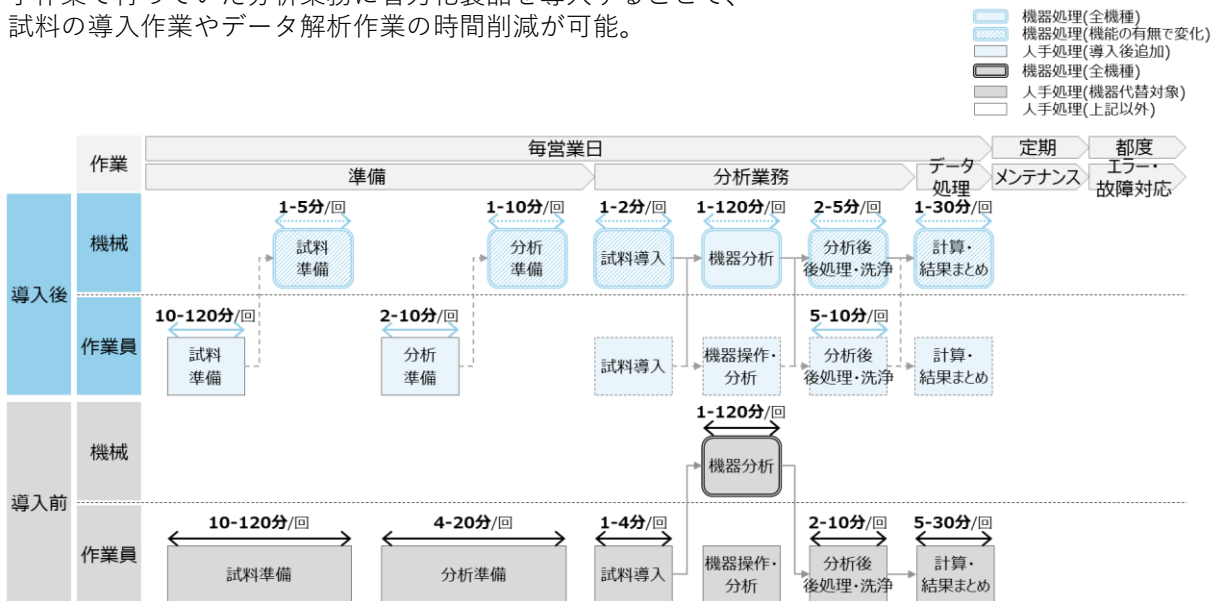 試料の導入作業やデータ解析作業の時間削減が可能。
機器処理(全機種)
機器処理(機能の有無で変化)
人手処理(導入後追加)
機器処理(全機種)
人手処理(機器代替対象)
人手処理(上記以外)
作業
毎営業日
定期
都度
準備
分析業務
データ
処理
メンテナンス
エラー・
故障対応
導入後
機械
1-5分/回
試料
準備
1-10分/回
分析
準備
1-2分/回
試料導入
1-120分/回
機器分析
2-5分/回
分析後
後処理・洗浄
1-30分/回
計算・
結果まとめ
作業員
10-120分/回
試料
準備
2-10分/回
分析
準備
試料導入
機器操作・
分析
5-10分/回
分析後
後処理・洗浄
計算・
結果まとめ
導入前
機械
1-120分/回
機器分析
作業員
10-120分/回
試料準備
4-20分/回
分析準備
1-4分/回
試料導入
機器操作・
分析
2-10分/回
分析後
後処理・洗浄
5-30分/回
計算・
結果まとめ